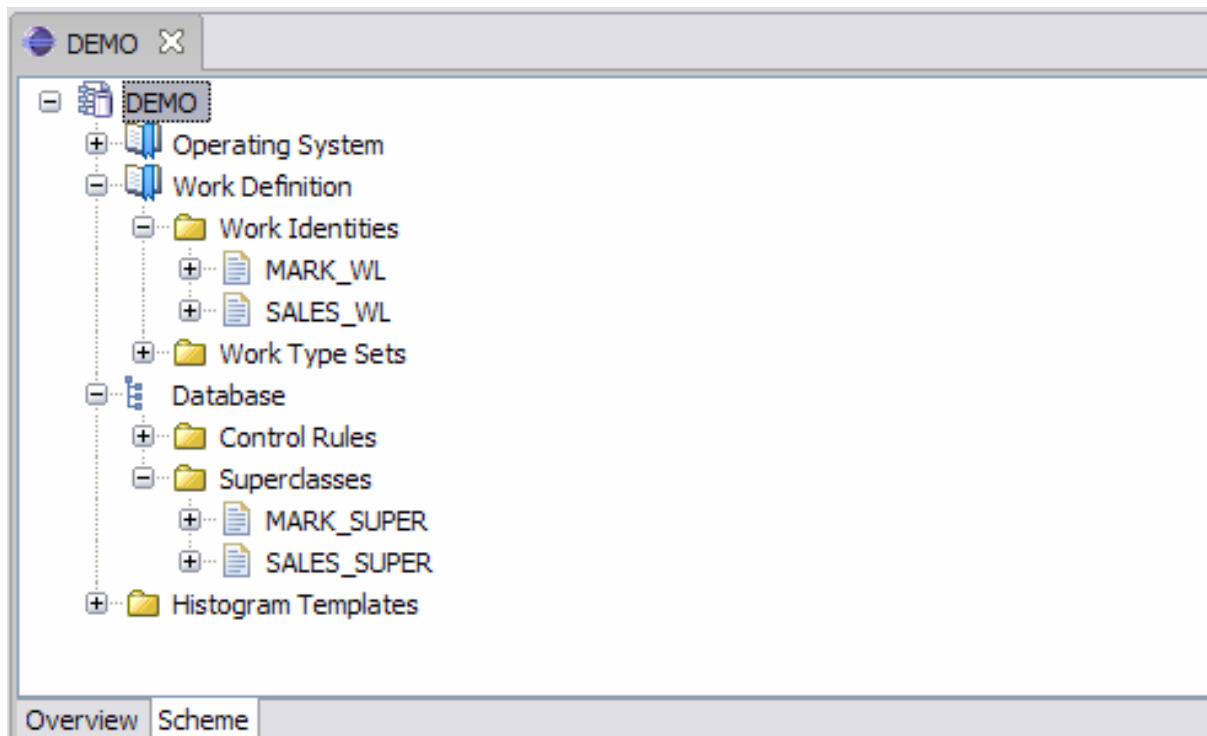 DEMO
DEMO
Operating System
Work Definition
Work Identities
MARK_WL
SALES_WL
Work Type Sets
Database
Control Rules
Superclasses
MARK_SUPER
SALES_SUPER
Histogram Templates
Overview Scheme